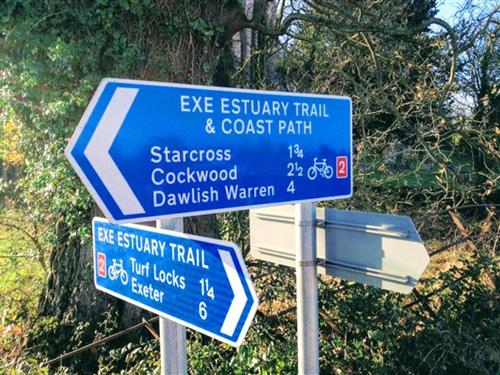 EXE ESTUARY TRAIL
& COAST PATH
Starcross 1¾
Cockwood 2½ 2
Dawlish Warren 4
EXE ESTUARY TRAIL
2 Turf Locks 1¼
Exeter 6